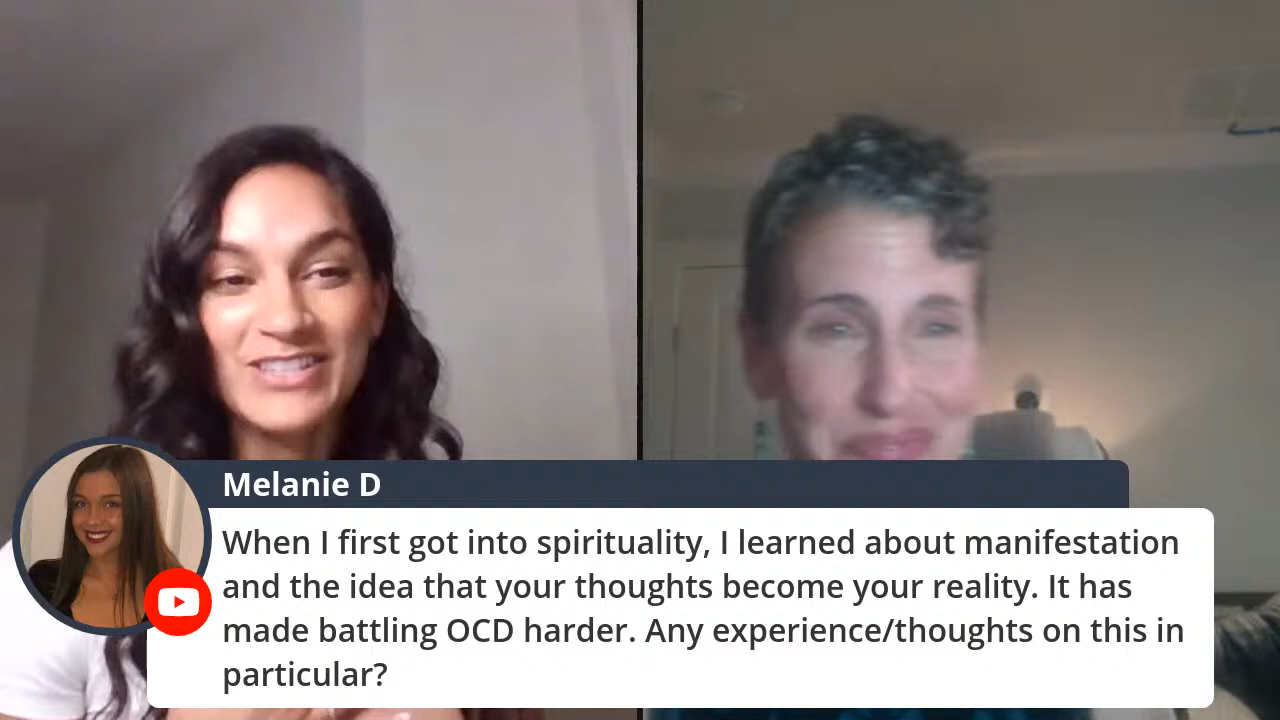 Melanie D
When I first got into spirituality, I learned about manifestation
and the idea that your thoughts become your reality. It has
made battling OCD harder. Any experience/thoughts on this in
particular?